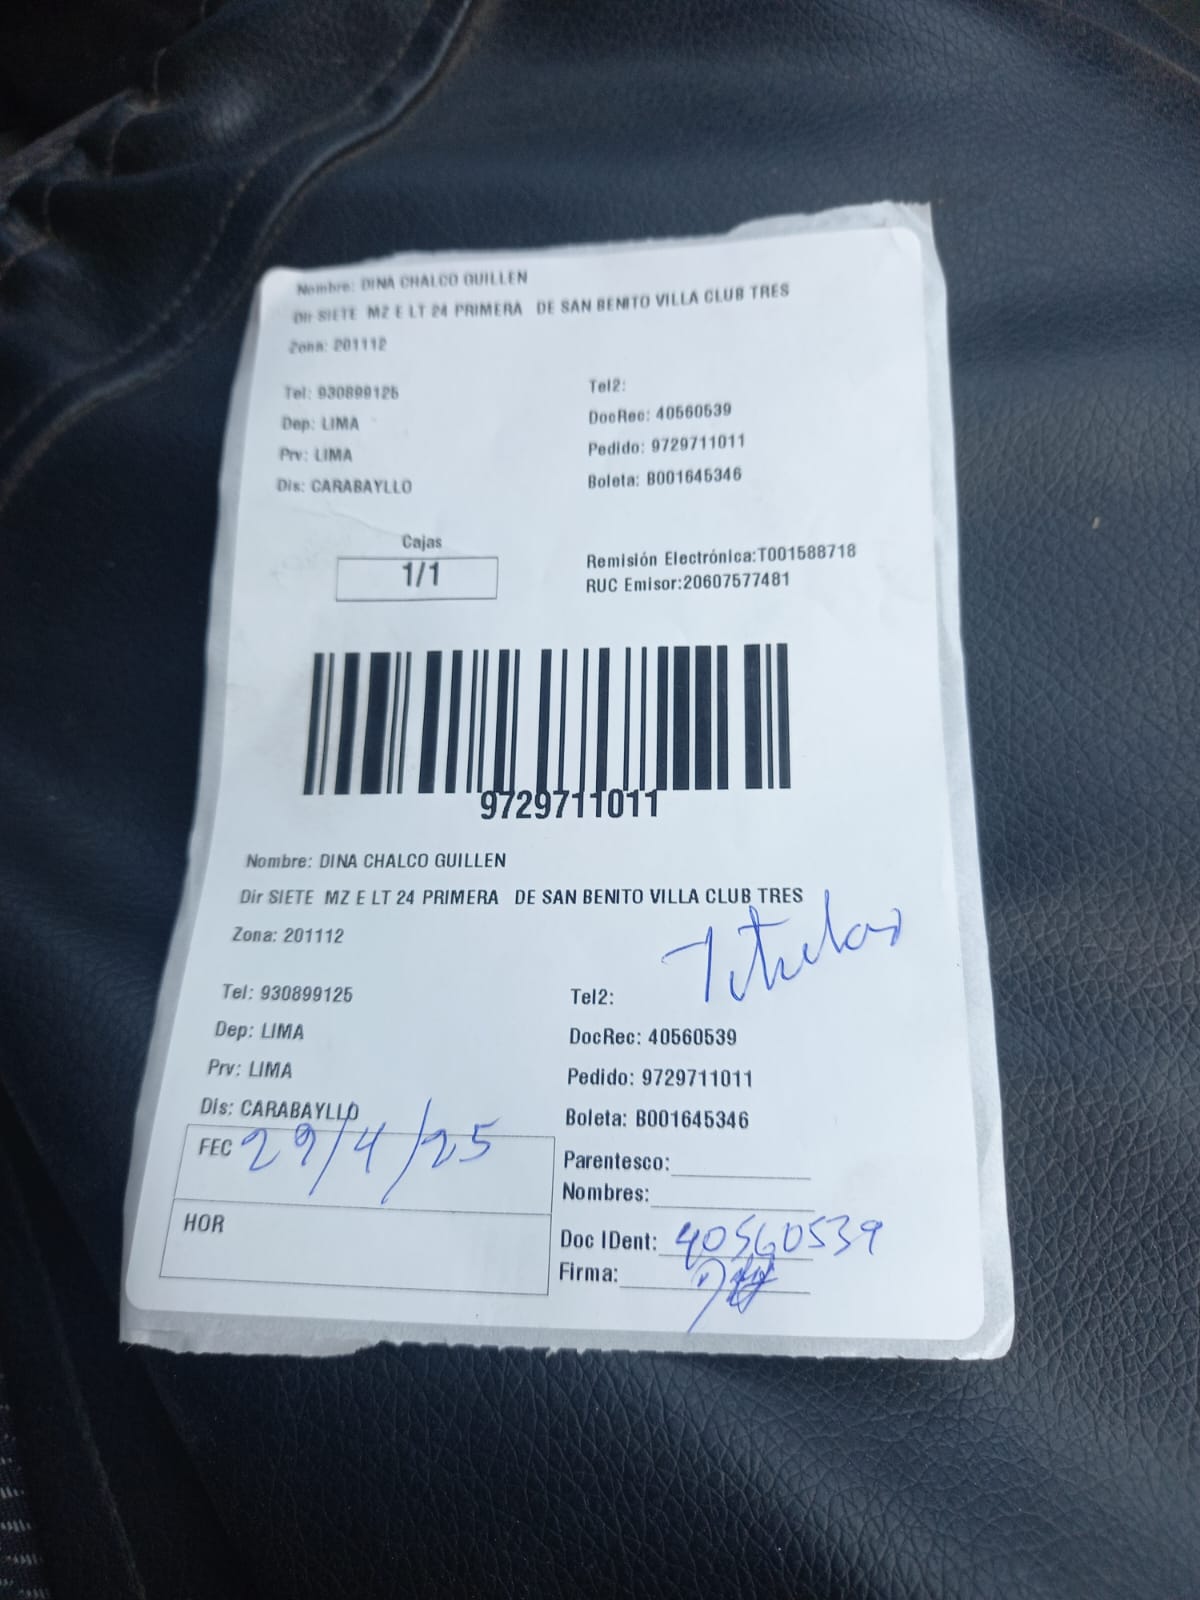 Nombre: DINA CHALCO GUILLEN
Dir SIETE MZ E LT 24 PRIMERA DE SAN BENITO VILLA CLUB TRES
Zona: 201112
Tel: 930899125 Tel2:
Dep: LIMA DocRec: 40560539
Prv: LIMA Pedido: 9729711011
Dis: CARABAYLLO Boleta: B001645346
Cajas
1/1
Remisión Electrónica:T001588718
RUC Emisor:20607577481
9729711011
Nombre: DINA CHALCO GUILLEN
Dir SIETE MZ E LT 24 PRIMERA DE SAN BENITO VILLA CLUB TRES
Zona: 201112
Titular
Tel: 930899125 Tel2:
Dep: LIMA DocRec: 40560539
Prv: LIMA Pedido: 9729711011
Dis: CARABAYLLO Boleta: B001645346
FEC 29/4/25
Parentesco:
Nombres:
HOR
Doc IDent: 40560539
Firma: